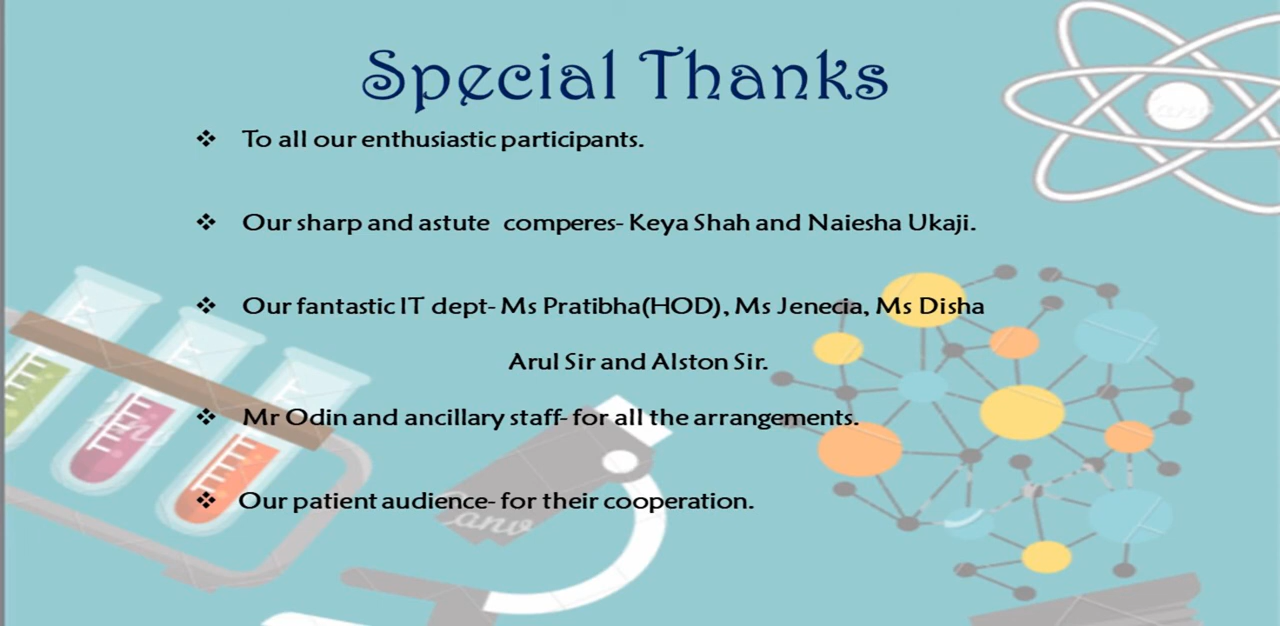 Special Thanks
❖ To all our enthusiastic participants.
❖ Our sharp and astute comperes- Keya Shah and Naiesha Ukaji.
❖ Our fantastic IT dept- Ms Pratibha(HOD), Ms Jenecia, Ms Disha
Arul Sir and Alston Sir.
❖ Mr Odin and ancillary staff- for all the arrangements.
❖ Our patient audience- for their cooperation.